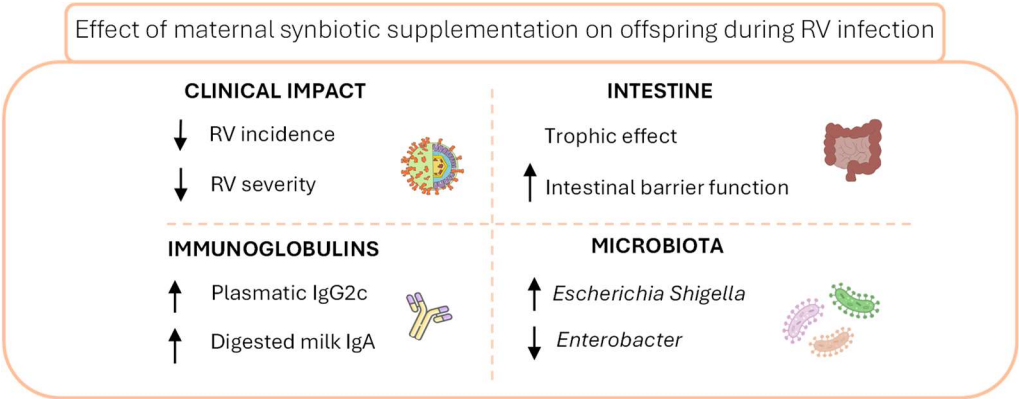 Effect of maternal synbiotic supplementation on offspring during RV infection
CLINICAL IMPACT
RV incidence
RV severity
INTESTINE
Trophic effect
Intestinal barrier function
IMMUNOGLOBULINS
Plasmatic IgG2c
Digested milk IgA
MICROBIOTA
Escherichia Shigella
Enterobacter